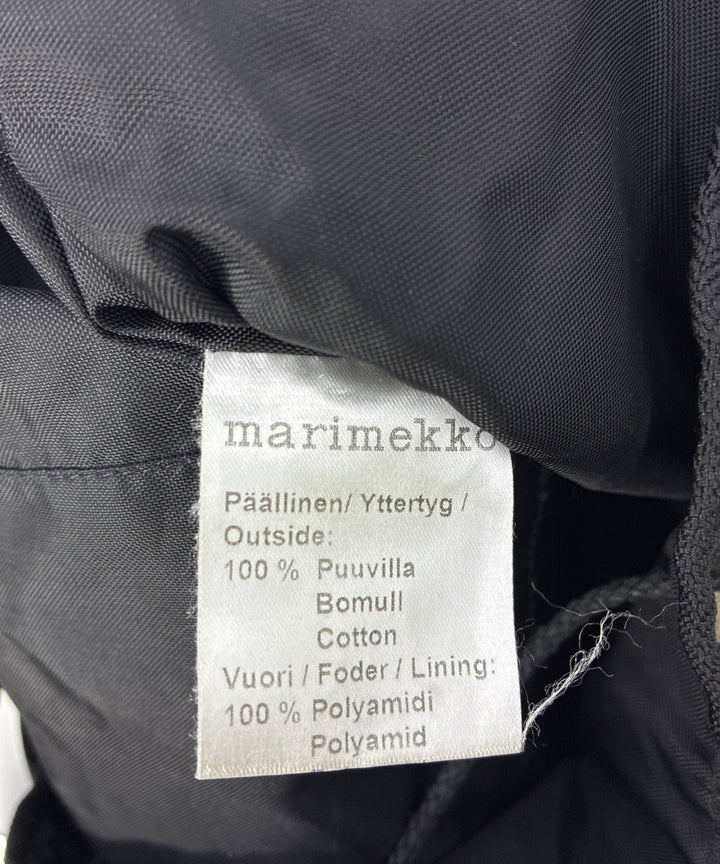 marimekko
Päällinen/ Yttertyg /
Outside:
100 % Puuvilla
Bomull
Cotton
Vuori / Foder / Lining:
100 % Polyamidi
Polyamid